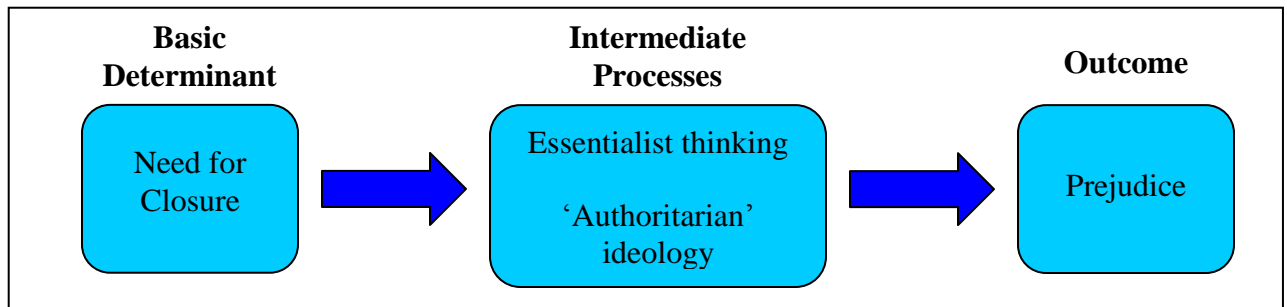 Basic
Determinant
Need for
Closure
Intermediate
Processes
Essentialist thinking
‘Authoritarian’
ideology
Outcome
Prejudice